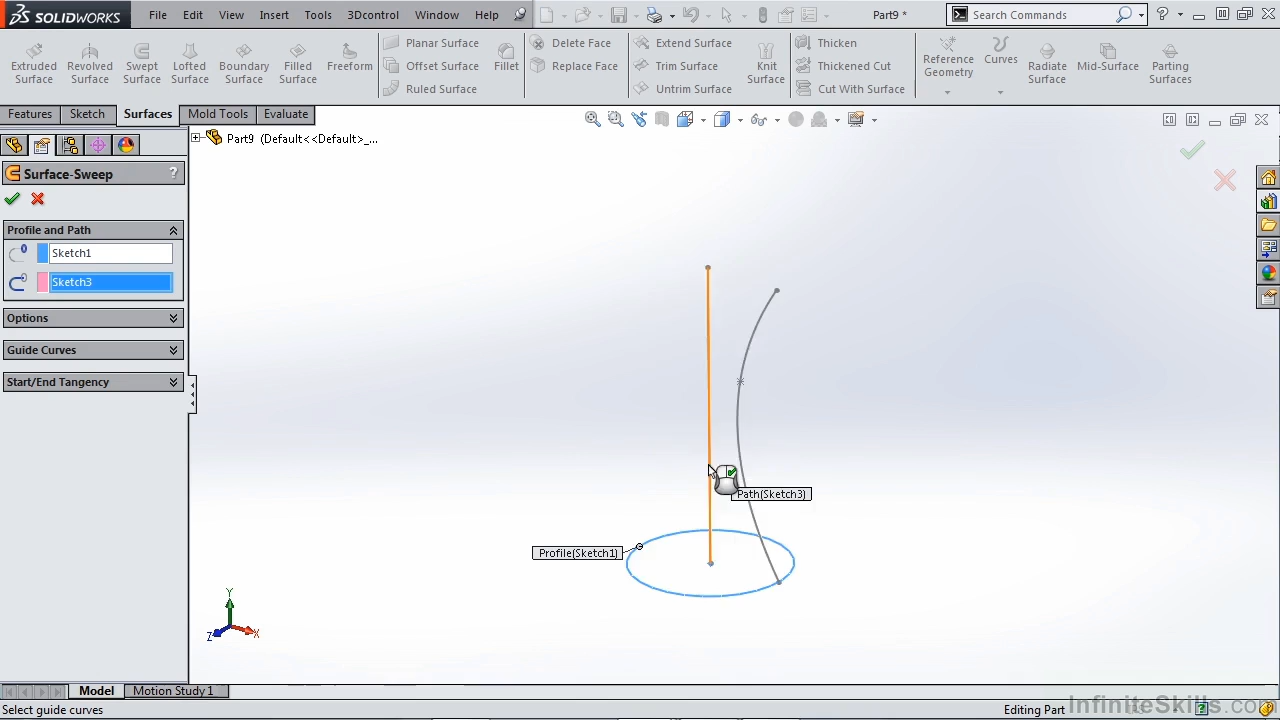 SOLIDWORKS File Edit View Insert Tools 3Dcontrol Window Help Part9 * Search Commands
Extruded Surface
Revolved Surface
Swept Surface
Lofted Surface
Boundary Surface
Filled Surface
Freeform
Planar Surface
Offset Surface
Ruled Surface
Fillet
Delete Face
Replace Face
Extend Surface
Trim Surface
Untrim Surface
Knit Surface
Thicken
Thickened Cut
Cut With Surface
Reference Geometry
Curves
Radiate Surface
Mid-Surface
Parting Surfaces
Features Sketch Surfaces Mold Tools Evaluate
Part9 (Default<<Default>_...
Surface-Sweep ?
Profile and Path
Sketch1
Sketch3
Options
Guide Curves
Start/End Tangency
Path(Sketch3)
Profile(Sketch1)
Y
Z X
Model Motion Study 1
InfiniteSkills.com
Select guide curves Editing Part